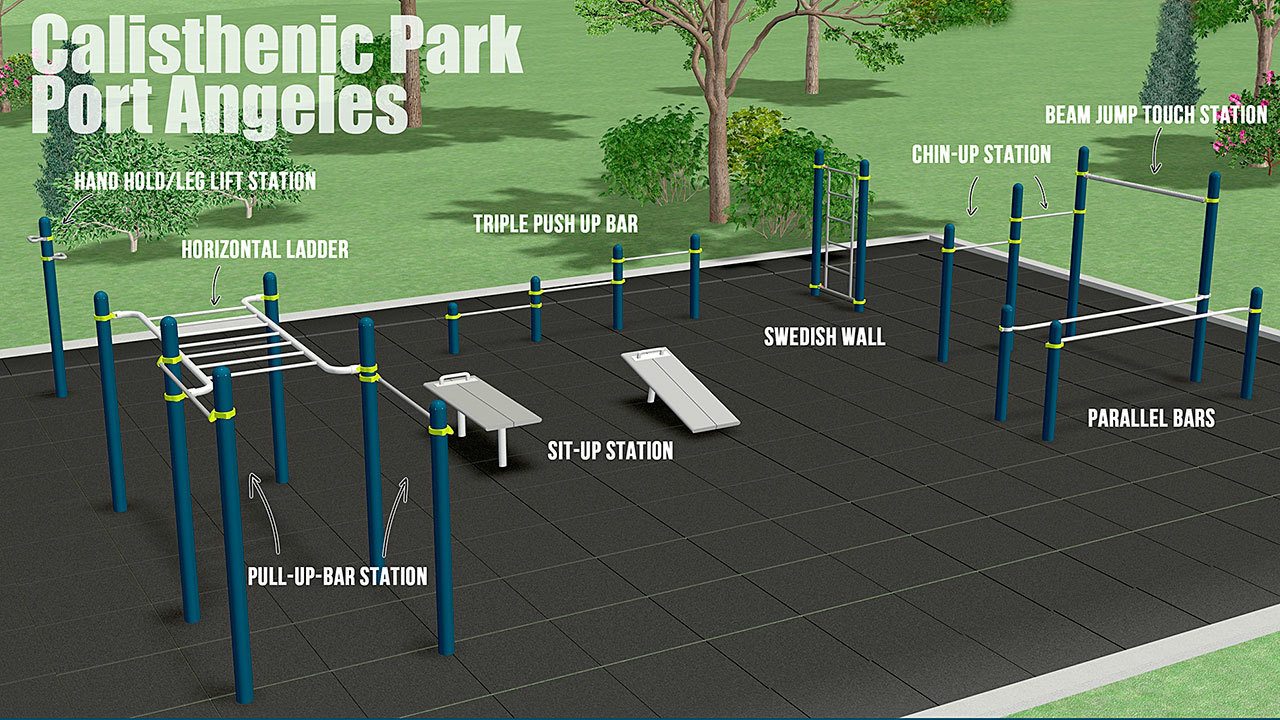 Calisthenic Park
Port Angeles
BEAM JUMP TOUCH STATION
CHIN-UP STATION
HAND HOLD/LEG LIFT STATION
TRIPLE PUSH UP BAR
HORIZONTAL LADDER
SWEDISH WALL
PARALLEL BARS
SIT-UP STATION
PULL-UP-BAR STATION